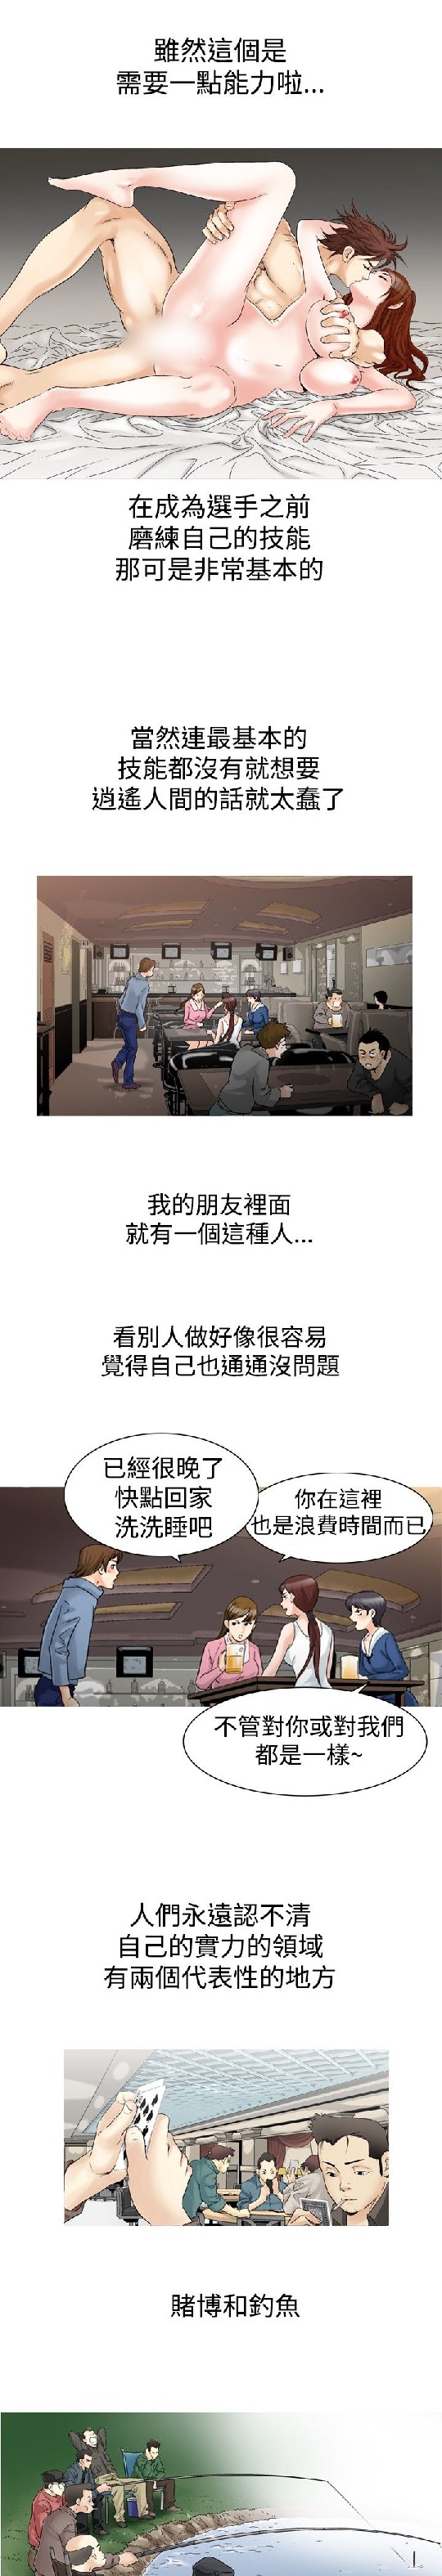 雖然這個是
需要一點能力啦...
在成為選手之前
磨練自己的技能
那可是非常基本的
當然連最基本的
技能都沒有就想要
逍遙人間的話就太蠢了
我的朋友裡面
就有一個這種人...
看別人做好像很容易
覺得自己也通通沒問題
已經很晚了
快點回家
洗洗睡吧
你在這裡
也是浪費時間而已
不管對你或對我們
都是一樣~
人們永遠認不清
自己的實力的領域
有兩個代表性的地方
賭博和釣魚